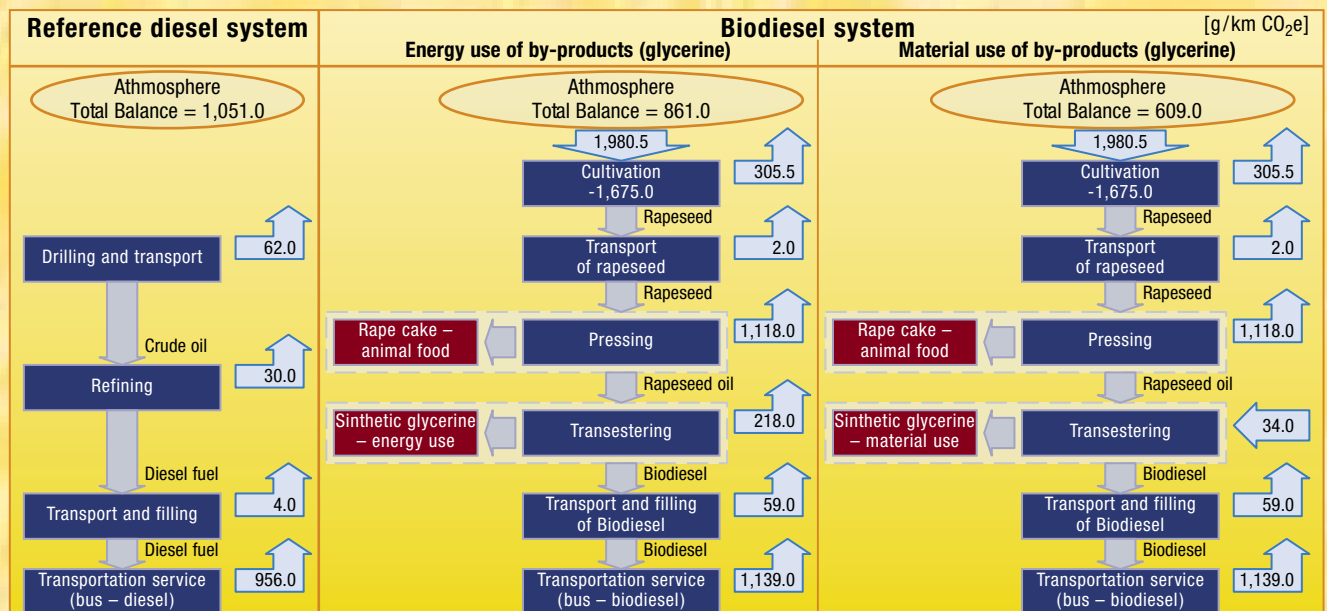 Reference diesel system
Biodiesel system
[g/km CO₂e]
Energy use of by-products (glycerine)
Material use of by-products (glycerine)
Athmosphere
Total Balance = 1,051.0
62.0
Drilling and transport
Crude oil
30.0
Refining
Diesel fuel
4.0
Transport and filling
Diesel fuel
956.0
Transportation service
(bus – diesel)
Athmosphere
Total Balance = 861.0
1,980.5
305.5
Cultivation
-1,675.0
Rapeseed
2.0
Transport
of rapeseed
Rapeseed
1,118.0
Rape cake –
animal food
Pressing
Rapeseed oil
218.0
Sinthetic glycerine
– energy use
Transestering
Biodiesel
59.0
Transport and filling
of Biodiesel
Biodiesel
1,139.0
Transportation service
(bus – biodiesel)
Athmosphere
Total Balance = 609.0
1,980.5
305.5
Cultivation
-1,675.0
Rapeseed
2.0
Transport
of rapeseed
Rapeseed
1,118.0
Rape cake –
animal food
Pressing
Rapeseed oil
34.0
Sinthetic glycerine
– material use
Transestering
Biodiesel
59.0
Transport and filling
of Biodiesel
Biodiesel
1,139.0
Transportation service
(bus – biodiesel)